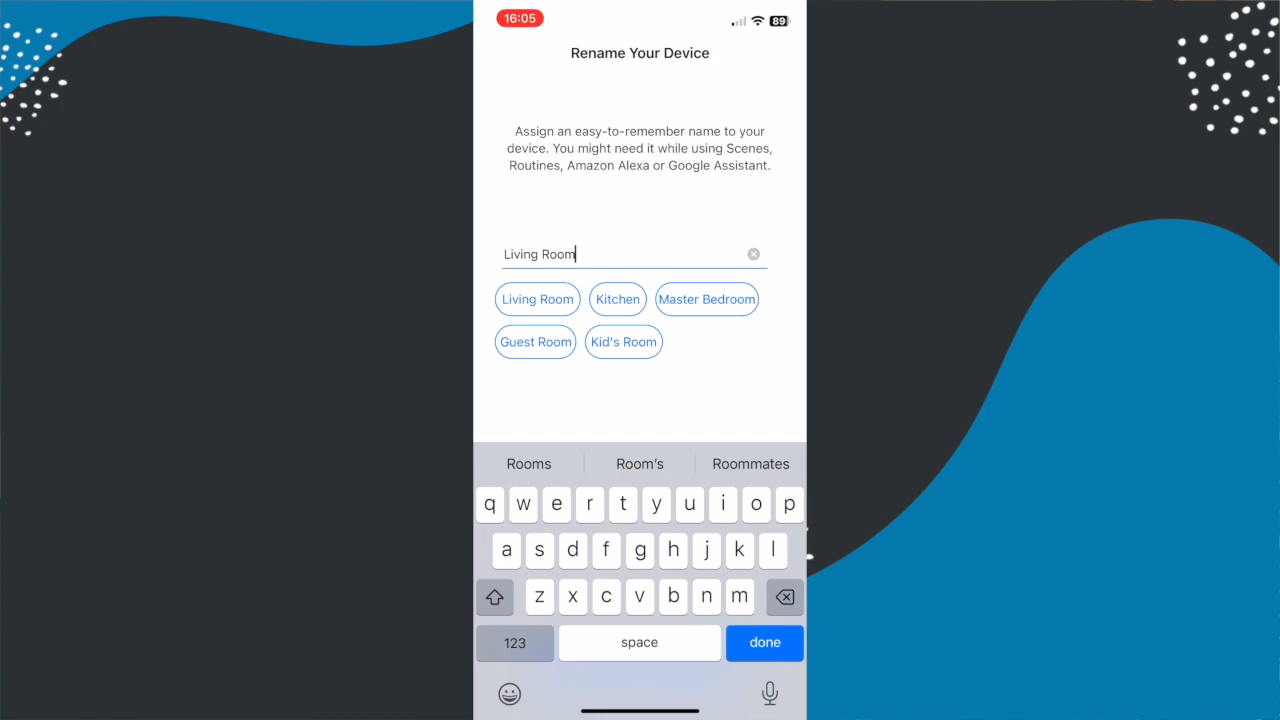 16:05
89
Rename Your Device
Assign an easy-to-remember name to your
device. You might need it while using Scenes,
Routines, Amazon Alexa or Google Assistant.
Living Room
Living Room Kitchen Master Bedroom
Guest Room Kid's Room
Rooms Room's Roommates
q w e r t y u i o p
a s d f g h j k l
z x c v b n m
123 space done